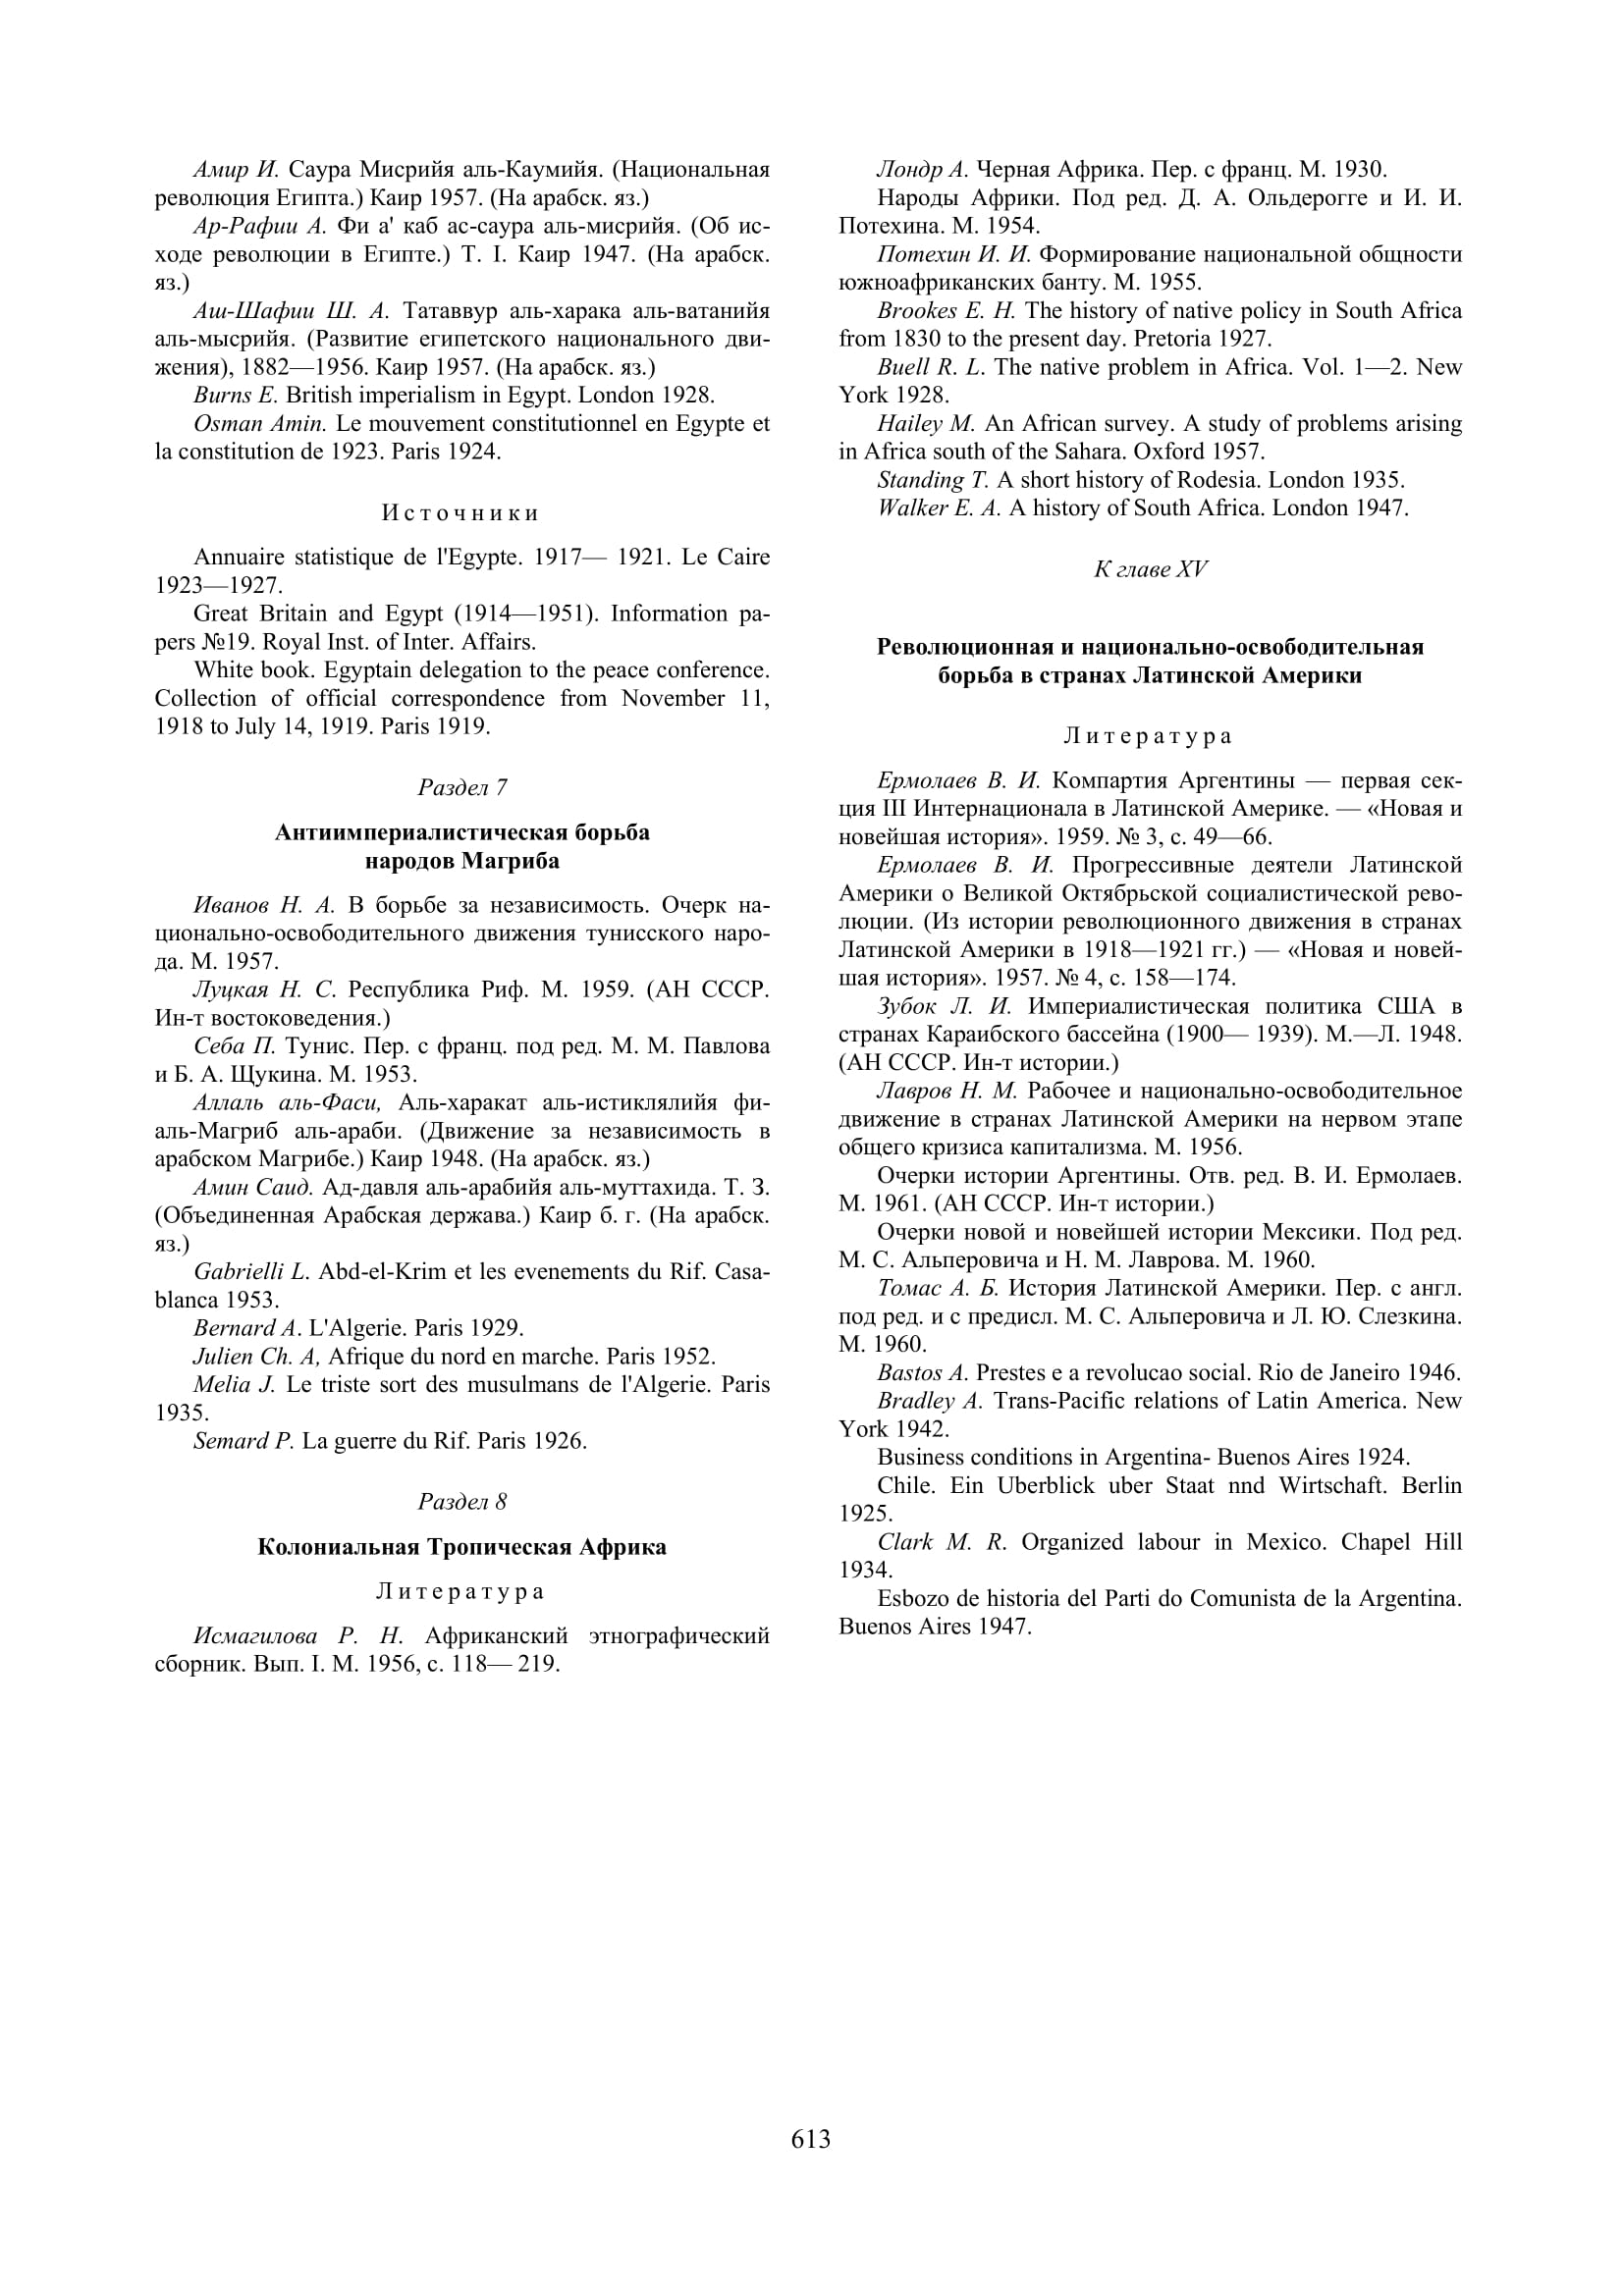 Амир И. Саура Мисрийя аль-Каумийя. (Национальная
революция Египта.) Каир 1957. (На арабск. яз.)
Ар-Рафии А. Фи а' каб ас-саура аль-мисрийя. (Об ис-
ходе революции в Египте.) Т. I. Каир 1947. (На арабск.
яз.)
Аш-Шафии Ш. А. Татаввур аль-харака аль-ватанийя
аль-мысрийя. (Развитие египетского национального дви-
жения), 1882—1956. Каир 1957. (На арабск. яз.)
Burns E. British imperialism in Egypt. London 1928.
Osman Amin. Le mouvement constitutionnel en Egypte et
la constitution de 1923. Paris 1924.
Источники
Annuaire statistique de l'Egypte. 1917— 1921. Le Caire
1923—1927.
Great Britain and Egypt (1914—1951). Information pa-
pers №19. Royal Inst. of Inter. Affairs.
White book. Egyptain delegation to the peace conference.
Collection of official correspondence from November 11,
1918 to July 14, 1919. Paris 1919.
Раздел 7
Антиимпериалистическая борьба
народов Магриба
Иванов Н. А. В борьбе за независимость. Очерк на-
ционально-освободительного движения тунисского наро-
да. М. 1957.
Луцкая Н. С. Республика Риф. М. 1959. (АН СССР.
Ин-т востоковедения.)
Себа П. Тунис. Пер. с франц. под ред. М. М. Павлова
и Б. А. Щукина. М. 1953.
Аллаль аль-Фаси, Аль-харакат аль-истиклялийя фи-
аль-Магриб аль-араби. (Движение за независимость в
арабском Магрибе.) Каир 1948. (На арабск. яз.)
Амин Саид. Ад-давля аль-арабийя аль-муттахида. Т. З.
(Объединенная Арабская держава.) Каир б. г. (На арабск.
яз.)
Gabrielli L. Abd-el-Krim et les evenements du Rif. Casa-
blanca 1953.
Bernard A. L'Algerie. Paris 1929.
Julien Ch. A, Afrique du nord en marche. Paris 1952.
Melia J. Le triste sort des musulmans de l'Algerie. Paris
1935.
Semard P. La guerre du Rif. Paris 1926.
Раздел 8
Колониальная Тропическая Африка
Литература
Исмагилова Р. Н. Африканский этнографический
сборник. Вып. I. М. 1956, с. 118— 219.
Лондр А. Черная Африка. Пер. с франц. М. 1930.
Народы Африки. Под ред. Д. А. Ольдерогге и И. И.
Потехина. М. 1954.
Потехин И. И. Формирование национальной общности
южноафриканских банту. М. 1955.
Brookes E. H. The history of native policy in South Africa
from 1830 to the present day. Pretoria 1927.
Buell R. L. The native problem in Africa. Vol. 1—2. New
York 1928.
Hailey M. An African survey. A study of problems arising
in Africa south of the Sahara. Oxford 1957.
Standing T. A short history of Rodesia. London 1935.
Walker E. A. A history of South Africa. London 1947.
К главе XV
Революционная и национально-освободительная
борьба в странах Латинской Америки
Литература
Ермолаев В. И. Компартия Аргентины — первая сек-
ция III Интернационала в Латинской Америке. — «Новая и
новейшая история». 1959. № 3, с. 49—66.
Ермолаев В. И. Прогрессивные деятели Латинской
Америки о Великой Октябрьской социалистической рево-
люции. (Из истории революционного движения в странах
Латинской Америки в 1918—1921 гг.) — «Новая и новей-
шая история». 1957. № 4, с. 158—174.
Зубок Л. И. Империалистическая политика США в
странах Караибского бассейна (1900— 1939). М.—Л. 1948.
(АН СССР. Ин-т истории.)
Лавров Н. М. Рабочее и национально-освободительное
движение в странах Латинской Америки на нервом этапе
общего кризиса капитализма. М. 1956.
Очерки истории Аргентины. Отв. ред. В. И. Ермолаев.
М. 1961. (АН СССР. Ин-т истории.)
Очерки новой и новейшей истории Мексики. Под ред.
М. С. Альперовича и Н. М. Лаврова. М. 1960.
Томас А. Б. История Латинской Америки. Пер. с англ.
под ред. и с предисл. М. С. Альперовича и Л. Ю. Слезкина.
М. 1960.
Bastos A. Prestes e a revolucao social. Rio de Janeiro 1946.
Bradley A. Trans-Pacific relations of Latin America. New
York 1942.
Business conditions in Argentina- Buenos Aires 1924.
Chile. Ein Uberblick uber Staat nnd Wirtschaft. Berlin
1925.
Clark M. R. Organized labour in Mexico. Chapel Hill
1934.
Esbozo de historia del Parti do Comunista de la Argentina.
Buenos Aires 1947.
613